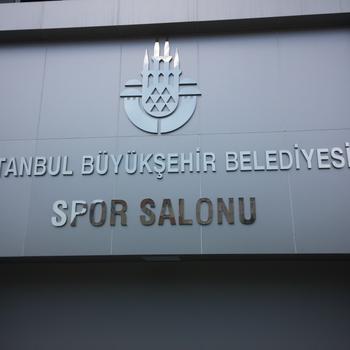 TANBUL BÜYÜKŞEHİR BELEDİYESİ
SPOR SALONU